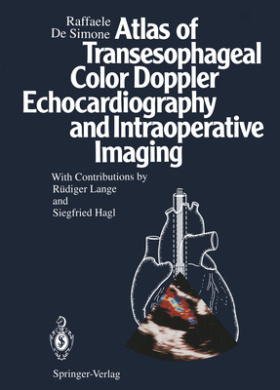 Raffaele
De Simone
Atlas of
Transesophageal
Color Doppler
Echocardiography
and Intraoperative
Imaging
With Contributions by
Rüdiger Lange
and
Siegfried Hagl
Springer-Verlag